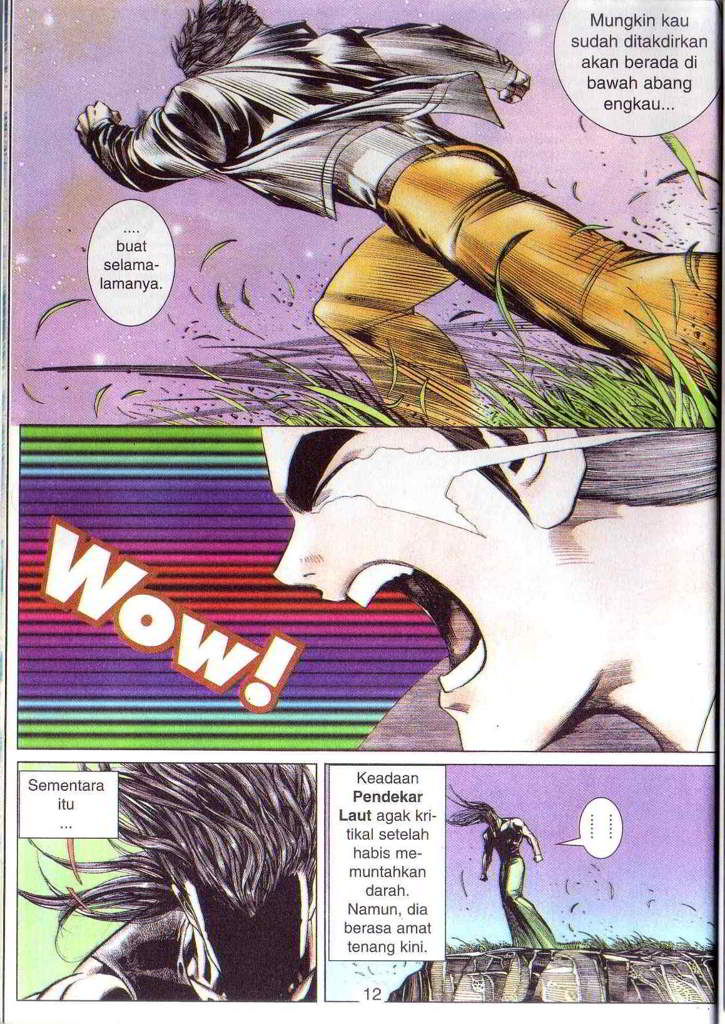 Mungkin kau
sudah ditakdirkan
akan berada di
bawah abang
engkau...
....
buat
selama-
lamanya.
Wow!
Sementara
itu
...
Keadaan
Pendekar
Laut agak kri-
tikal setelah
habis me-
muntahkan
darah.
Namun, dia
berasa amat
tenang kini.
12